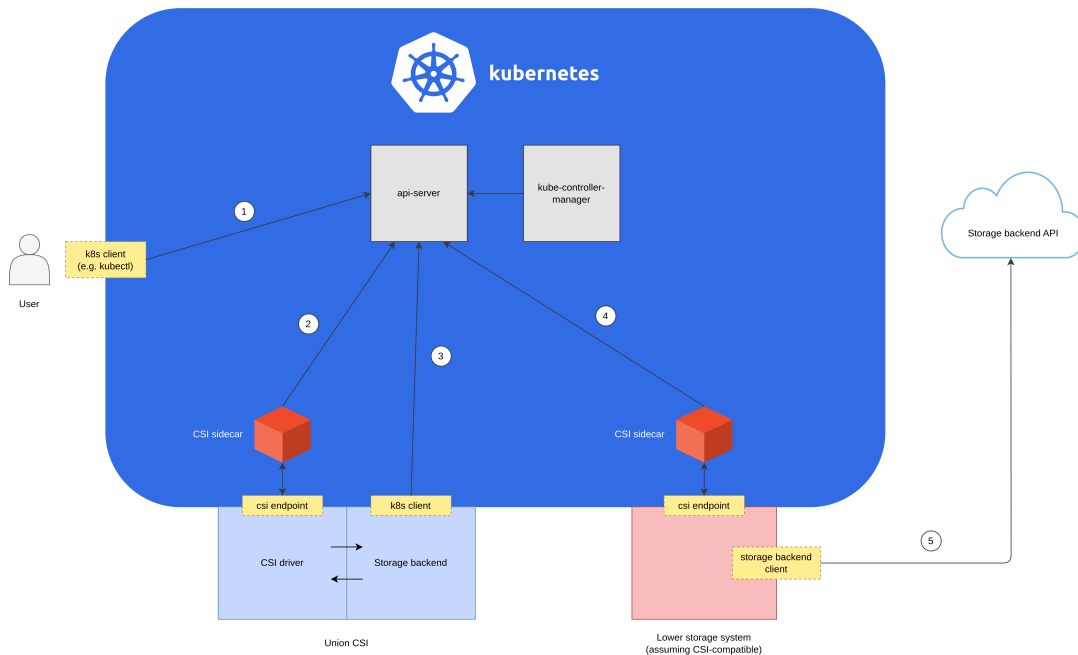 kubernetes
api-server
kube-controller-
manager
1
k8s client
(e.g. kubectl)
User
Storage backend API
2
3
4
CSI sidecar
CSI sidecar
csi endpoint
k8s client
csi endpoint
CSI driver
Storage backend
storage backend
client
5
Union CSI
Lower storage system
(assuming CSI-compatible)